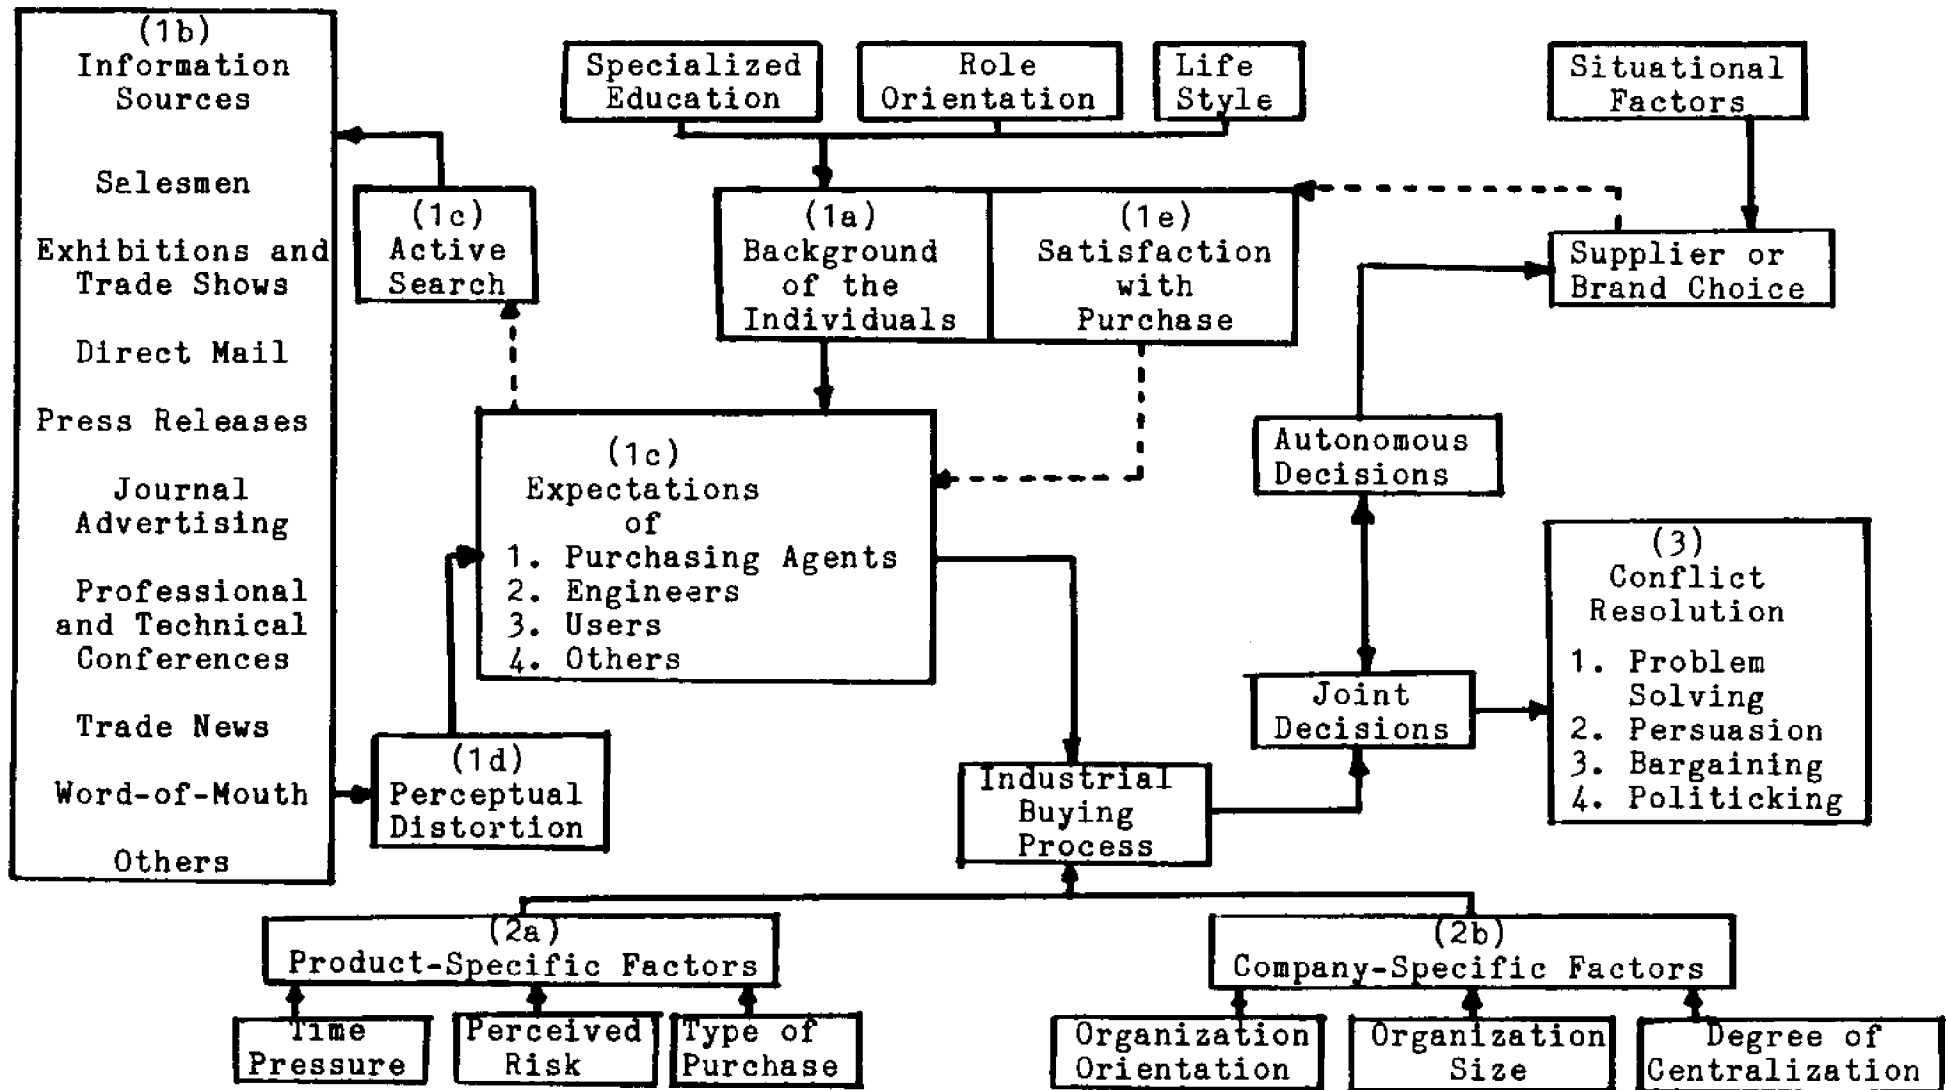 (1b)
Information
Sources
Salesmen
Exhibitions and
Trade Shows
Direct Mail
Press Releases
Journal
Advertising
Professional
and Technical
Conferences
Trade News
Word-of-Mouth
Others
(1c)
Active
Search
Specialized
Education
Role
Orientation
Life
Style
Situational
Factors
(1a)
Background
of the
Individuals
(1e)
Satisfaction
with
Purchase
Supplier or
Brand Choice
(1c)
Expectations
of
1. Purchasing Agents
2. Engineers
3. Users
4. Others
Autonomous
Decisions
(3)
Conflict
Resolution
1. Problem
Solving
2. Persuasion
3. Bargaining
4. Politicking
Joint
Decisions
(1d)
Perceptual
Distortion
Industrial
Buying
Process
(2a)
Product-Specific Factors
(2b)
Company-Specific Factors
Time
Pressure
Perceived
Risk
Type of
Purchase
Organization
Orientation
Organization
Size
Degree of
Centralization